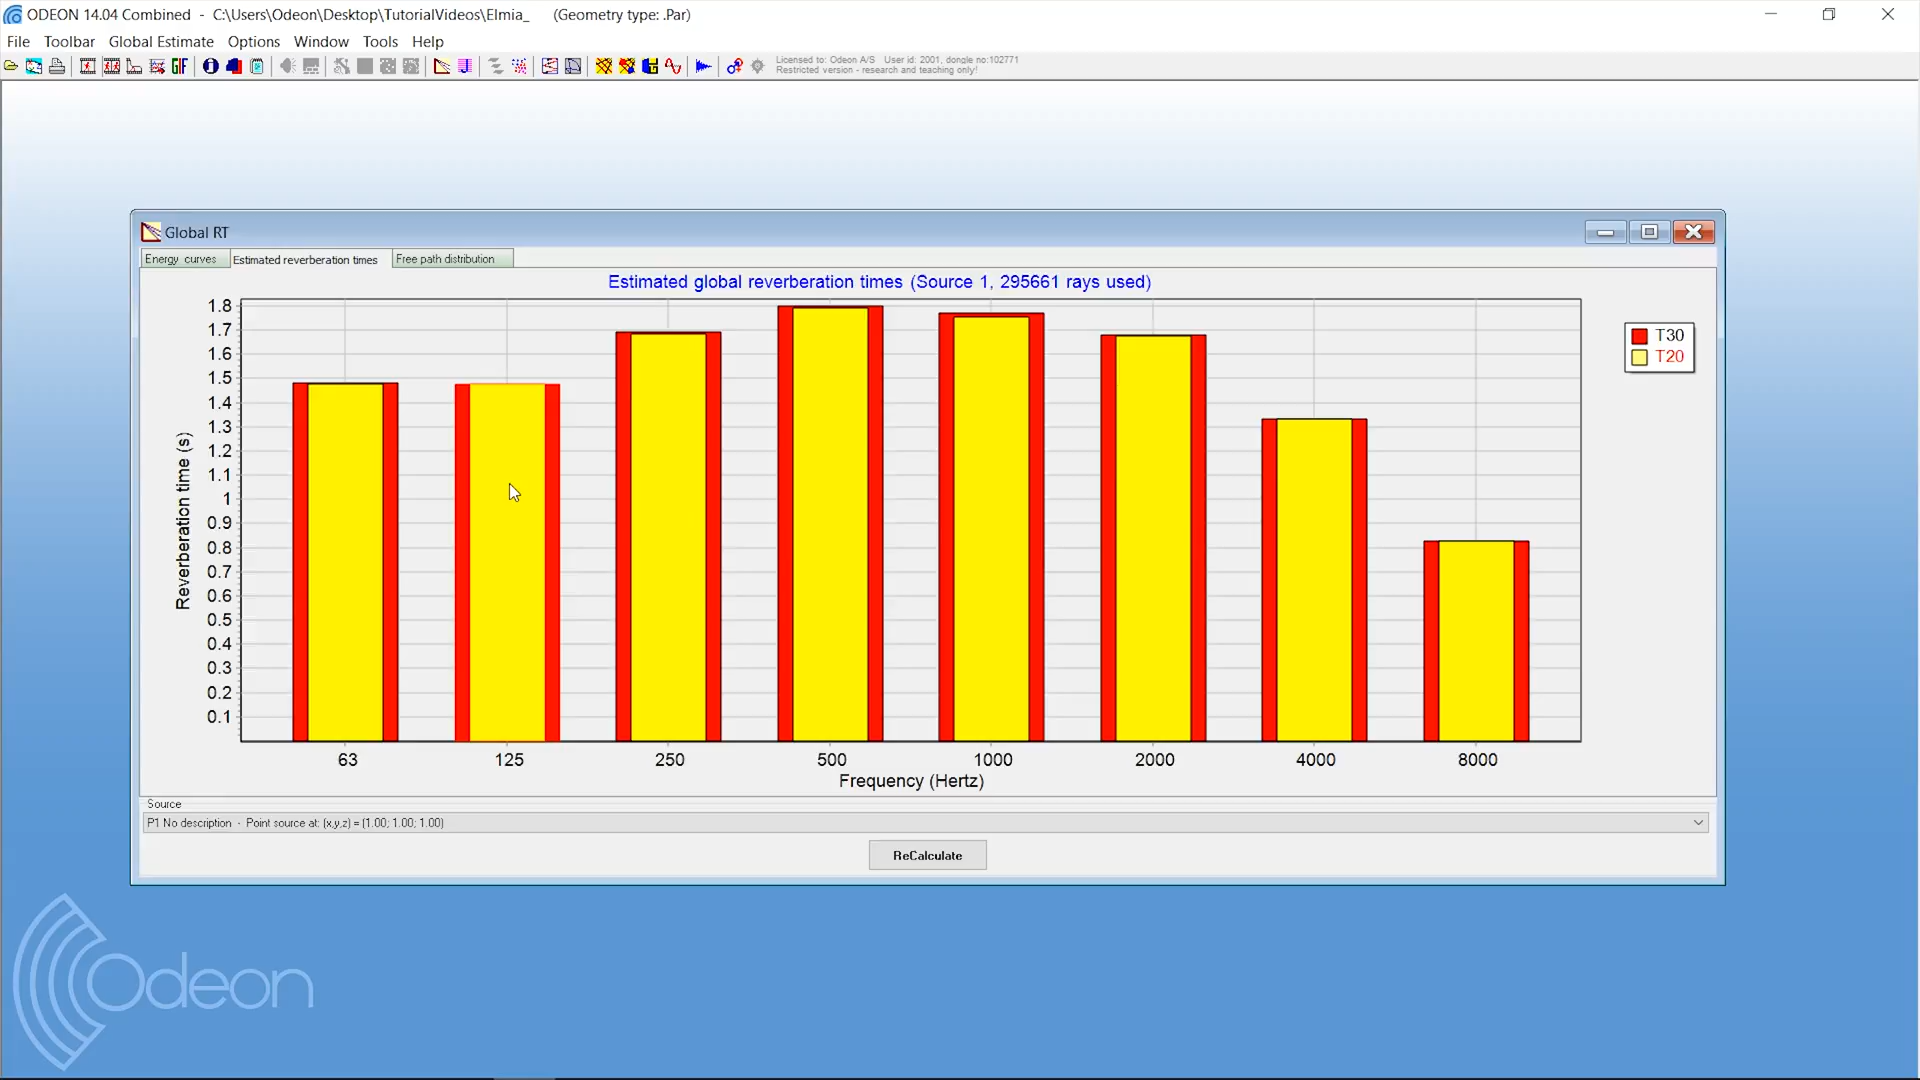 ODEON 14.04 Combined - C:\Users\Odeon\Desktop\TutorialVideos\Elmia_ (Geometry type: .Par)
File Toolbar Global Estimate Options Window Tools Help
GIF
Licensed to: Odeon A/S User id: 2001, dongle no:102771
Restricted version - research and teaching only!
Global RT
Energy curves Estimated reverberation times Free path distribution
Estimated global reverberation times (Source 1, 295661 rays used)
1.8
1.7
1.6
1.5
1.4
1.3
1.2
1.1
1
0.9
0.8
0.7
0.6
0.5
0.4
0.3
0.2
0.1
Reverberation time (s)
T30
T20
63 125 250 500 1000 2000 4000 8000
Frequency (Hertz)
Source
P1 No description - Point source at: (x,y,z) = (1.00; 1.00; 1.00)
ReCalculate
Odeon